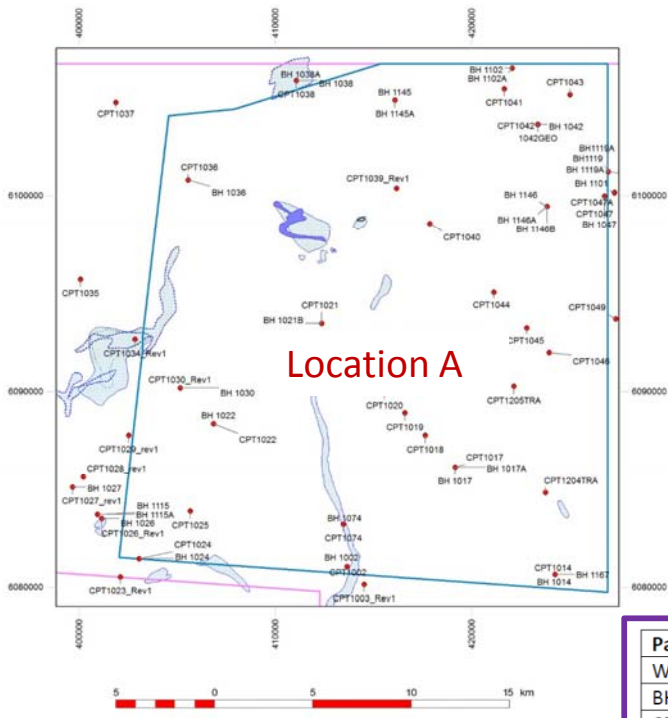 400000
410000
420000
BH 1038A
BH 1038
CPT1038
BH 1102
BH 1102A
CPT1041
CPT1043
BH 1145
BH 1145A
CPT1037
CPT1042
BH 1042
1042GEO
BH1119A
BH1119
BH 1119A
BH 1101
CPT1047A
CPT1047
BH 1047
CPT1036
BH 1036
CPT1039_Rev1
BH 1146
BH 1146A
BH 1146B
CPT1040
6100000
6100000
CPT1035
CPT1044
CPT1021
BH 1021B
CPT1049
CPT1045
CPT1034_Rev1
Location A
CPT1046
CPT1030_Rev1
BH 1030
6090000
6090000
CPT1205TRA
CPT1020
CPT1019
BH 1022
CPT1022
CPT1018
CPT1029_rev1
CPT1017
BH 1017A
BH 1017
CPT1028_rev1
BH 1027
CPT1027_rev1
CPT1204TRA
BH 1115
BH 1115A
BH 1026
CPT1026_Rev1
CPT1025
BH 1074
CPT1074
CPT1024
BH 1024
BH 1002
CPT1002
CPT1014
BH 1167
BH 1014
CPT1023_Rev1
CPT1003_Rev1
6080000
6080000
400000
410000
420000
5
0
5
10
15
km
Pa
W
BH